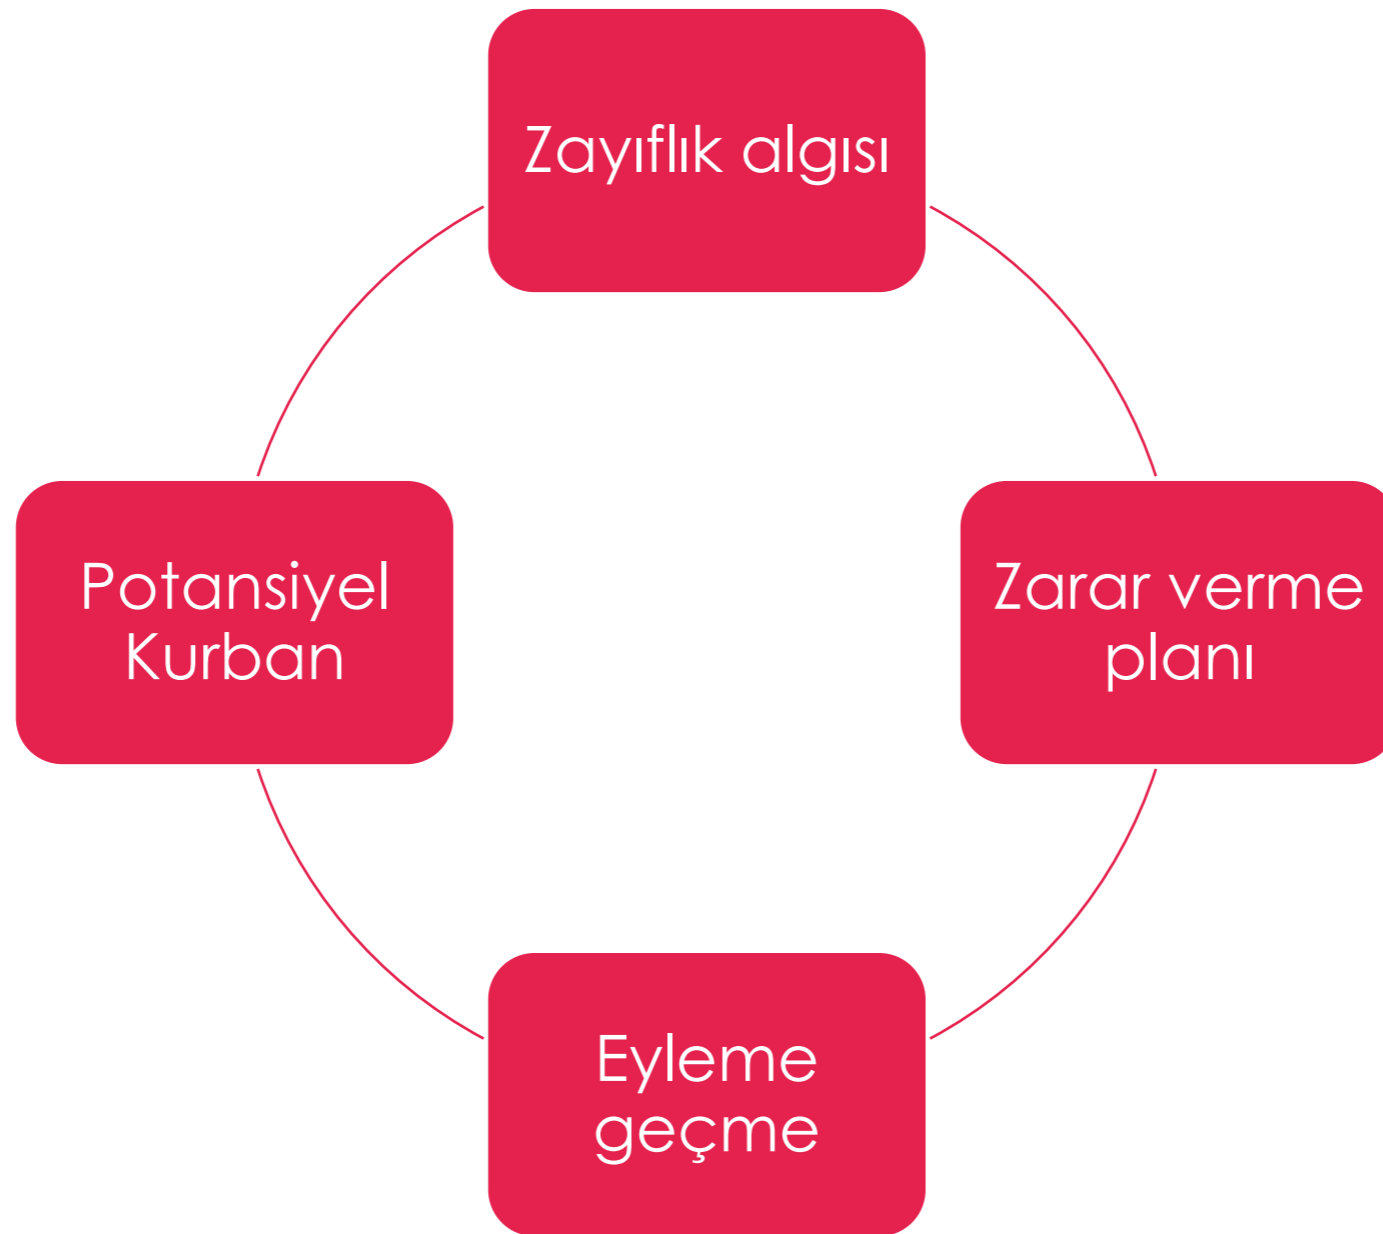 Zayıflık algısı
Potansiyel
Kurban
Zarar verme
planı
Eyleme
geçme